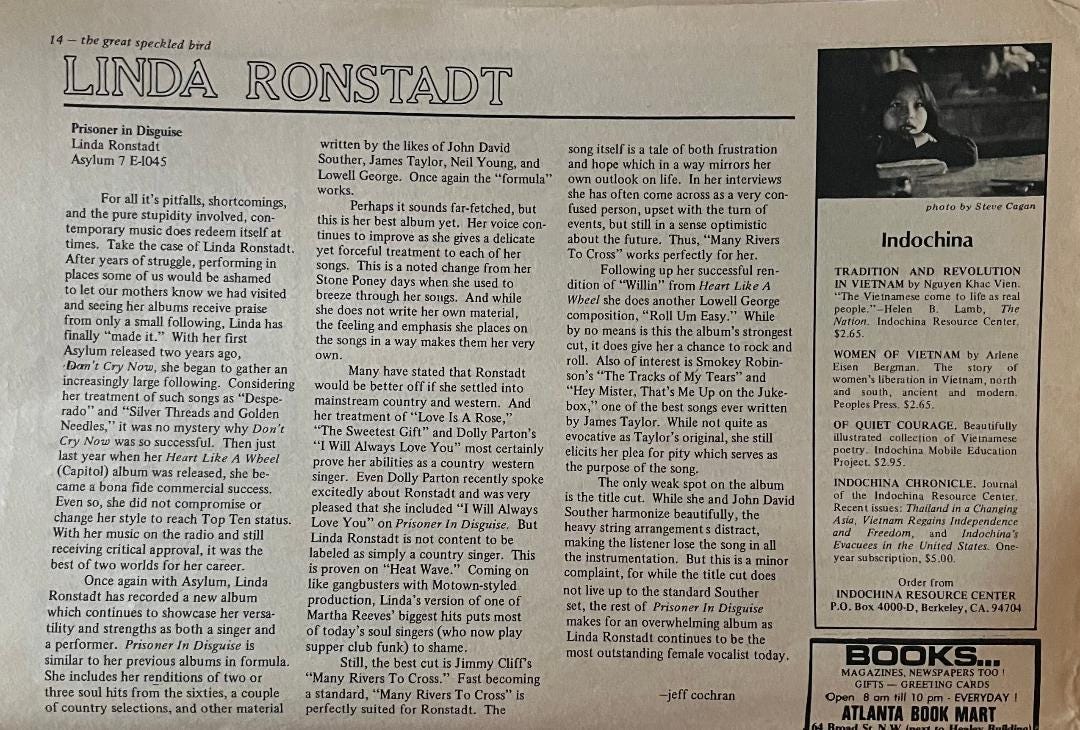 14 — the great speckled bird
LINDA RONSTADT
Prisoner in Disguise
Linda Ronstadt
Asylum 7 E-1045
For all it's pitfalls, shortcomings,
and the pure stupidity involved, con-
temporary music does redeem itself at
times. Take the case of Linda Ronstadt.
After years of struggle, performing in
places some of us would be ashamed
to let our mothers know we had visited
and seeing her albums receive praise
from only a small following, Linda has
finally "made it." With her first
Asylum released two years ago,
Don't Cry Now, she began to gather an
increasingly large following. Considering
her treatment of such songs as "Despe-
rado" and "Silver Threads and Golden
Needles," it was no mystery why Don't
Cry Now was so successful. Then just
last year when her Heart Like A Wheel
(Capitol) album was released, she be-
came a bona fide commercial success.
Even so, she did not compromise or
change her style to reach Top Ten status.
With her music on the radio and still
receiving critical approval, it was the
best of two worlds for her career.
Once again with Asylum, Linda
Ronstadt has recorded a new album
which continues to showcase her versa-
tility and strengths as both a singer and
a performer. Prisoner In Disguise is
similar to her previous albums in formula.
She includes her renditions of two or
three soul hits from the sixties, a couple
of country selections, and other material
written by the likes of John David
Souther, James Taylor, Neil Young, and
Lowell George. Once again the "formula"
works.
Perhaps it sounds far-fetched, but
this is her best album yet. Her voice con-
tinues to improve as she gives a delicate
yet forceful treatment to each of her
songs. This is a noted change from her
Stone Poney days when she used to
breeze through her songs. And while
she does not write her own material,
the feeling and emphasis she places on
the songs in a way makes them her very
own.
Many have stated that Ronstadt
would be better off if she settled into
mainstream country and western. And
her treatment of "Love Is A Rose,"
"The Sweetest Gift" and Dolly Parton's
"I Will Always Love You" most certainly
prove her abilities as a country western
singer. Even Dolly Parton recently spoke
excitedly about Ronstadt and was very
pleased that she included "I Will Always
Love You" on Prisoner In Disguise. But
Linda Ronstadt is not content to be
labeled as simply a country singer. This
is proven on "Heat Wave." Coming on
like gangbusters with Motown-styled
production, Linda's version of one of
Martha Reeves' biggest hits puts most
of today's soul singers (who now play
supper club funk) to shame.
Still, the best cut is Jimmy Cliff's
"Many Rivers To Cross." Fast becoming
a standard, "Many Rivers To Cross" is
perfectly suited for Ronstadt. The
song itself is a tale of both frustration
and hope which in a way mirrors her
own outlook on life. In her interviews
she has often come across as a very con-
fused person, upset with the turn of
events, but still in a sense optimistic
about the future. Thus, "Many Rivers
To Cross" works perfectly for her.
Following up her successful ren-
dition of "Willin" from Heart Like A
Wheel she does another Lowell George
composition, "Roll Um Easy." While
by no means is this the album's strongest
cut, it does give her a chance to rock and
roll. Also of interest is Smokey Robin-
son's "The Tracks of My Tears" and
"Hey Mister, That's Me Up on the Juke-
box," one of the best songs ever written
by James Taylor. While not quite as
evocative as Taylor's original, she still
elicits her plea for pity which serves as
the purpose of the song.
The only weak spot on the album
is the title cut. While she and John David
Souther harmonize beautifully, the
heavy string arrangement s distract,
making the listener lose the song in all
the instrumentation. But this is a minor
complaint, for while the title cut does
not live up to the standard Souther
set, the rest of Prisoner In Disguise
makes for an overwhelming album as
Linda Ronstadt continues to be the
most outstanding female vocalist today.
—jeff cochran
photo by Steve Cagan
Indochina
TRADITION AND REVOLUTION
IN VIETNAM by Nguyen Khac Vien.
"The Vietnamese come to life as real
people."—Helen B. Lamb, The
Nation. Indochina Resource Center.
$2.65.
WOMEN OF VIETNAM by Arlene
Eisen Bergman. The story of
women's liberation in Vietnam, north
and south, ancient and modern.
Peoples Press. $2.65.
OF QUIET COURAGE. Beautifully
illustrated collection of Vietnamese
poetry. Indochina Mobile Education
Project. $2.95.
INDOCHINA CHRONICLE. Journal
of the Indochina Resource Center.
Recent issues: Thailand in a Changing
Asia, Vietnam Regains Independence
and Freedom, and Indochina's
Evacuees in the United States. One-
year subscription, $5.00.
Order from
INDOCHINA RESOURCE CENTER
P.O. Box 4000-D, Berkeley, CA. 94704
BOOKS...
MAGAZINES, NEWSPAPERS TOO !
GIFTS — GREETING CARDS
Open 8 am till 10 pm - EVERYDAY !
ATLANTA BOOK MART
64 Broad St. N.W. (next to Healey Building)